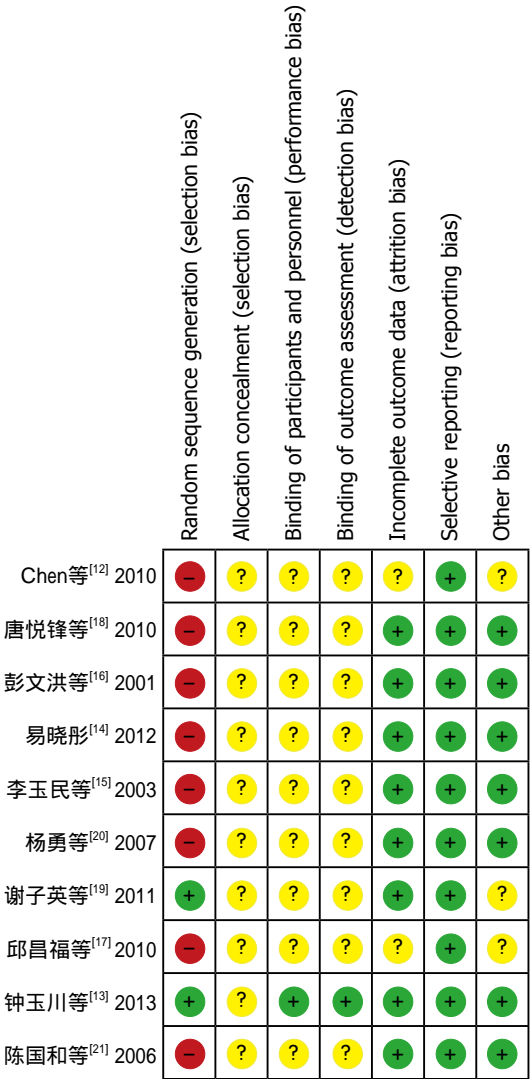 Random sequence generation (selection bias)
Allocation concealment (selection bias)
Binding of participants and personnel (performance bias)
Binding of outcome assessment (detection bias)
Incomplete outcome data (attrition bias)
Selective reporting (reporting bias)
Other bias
Chen等[12] 2010 − ? ? ? ? + ?
唐悦锋等[18] 2010 − ? ? ? + + +
彭文洪等[16] 2001 − ? ? ? + + +
易晓彤[14] 2012 − ? ? ? + + +
李玉民等[15] 2003 − ? ? ? + + +
杨勇等[20] 2007 − ? ? ? + + +
谢子英等[19] 2011 + ? ? ? + + ?
邱昌福等[17] 2010 − ? ? ? ? + ?
钟玉川等[13] 2013 + ? + + + + +
陈国和等[21] 2006 − ? ? ? + + +